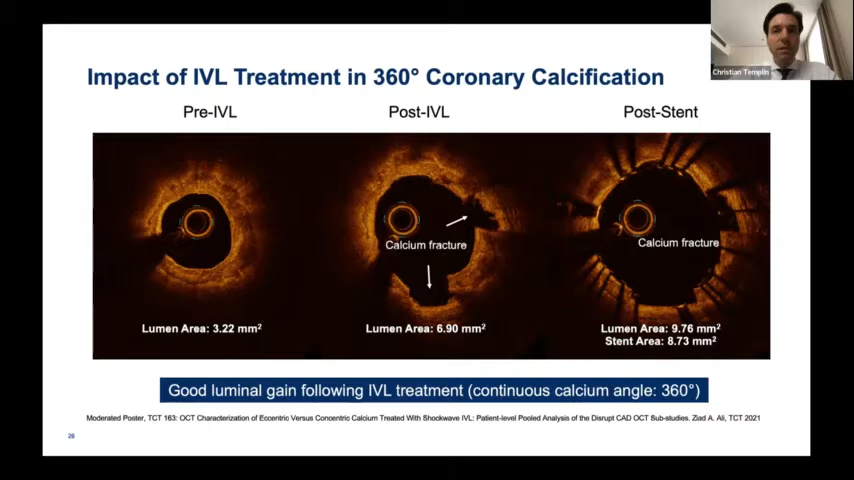 Christian Templin
Impact of IVL Treatment in 360° Coronary Calcification
Pre-IVL
Post-IVL
Post-Stent
Calcium fracture
Calcium fracture
Lumen Area: 3.22 mm²
Lumen Area: 6.90 mm²
Lumen Area: 9.76 mm²
Stent Area: 8.73 mm²
Good luminal gain following IVL treatment (continuous calcium angle: 360°)
Moderated Poster, TCT 163: OCT Characterization of Eccentric Versus Concentric Calcium Treated With Shockwave IVL: Patient-level Pooled Analysis of the Disrupt CAD OCT Sub-studies. Ziad A. Ali, TCT 2021
28